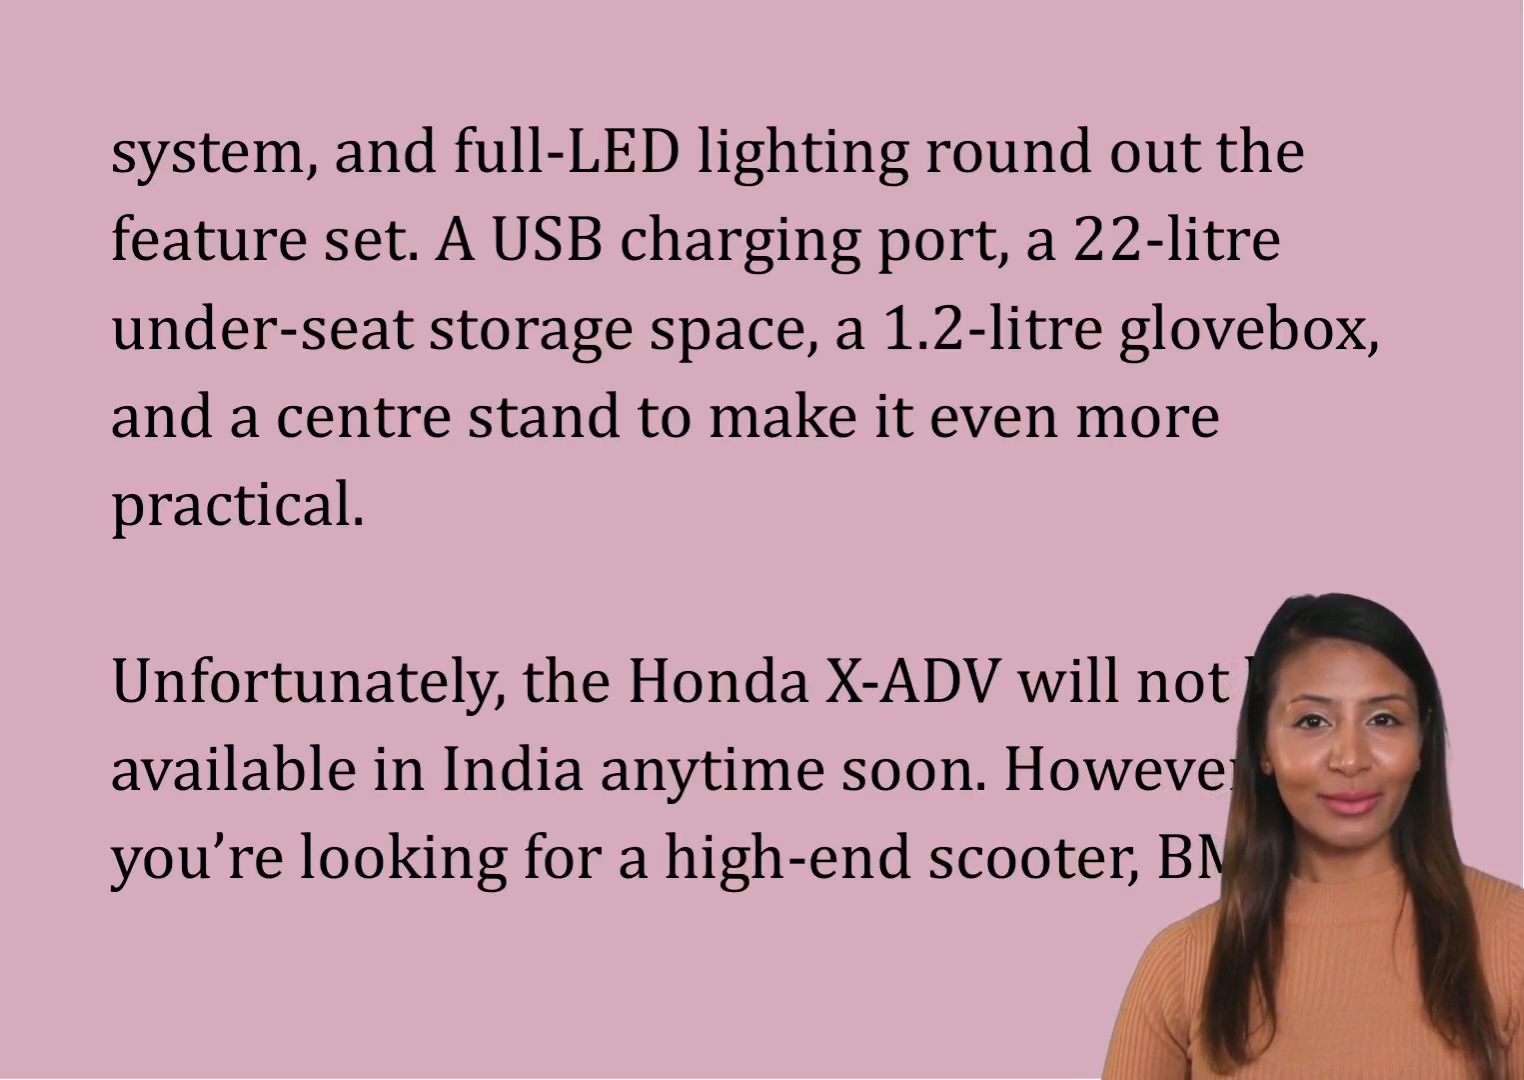 system, and full-LED lighting round out the
feature set. A USB charging port, a 22-litre
under-seat storage space, a 1.2-litre glovebox,
and a centre stand to make it even more
practical.
Unfortunately, the Honda X-ADV will not
available in India anytime soon. However
you’re looking for a high-end scooter,